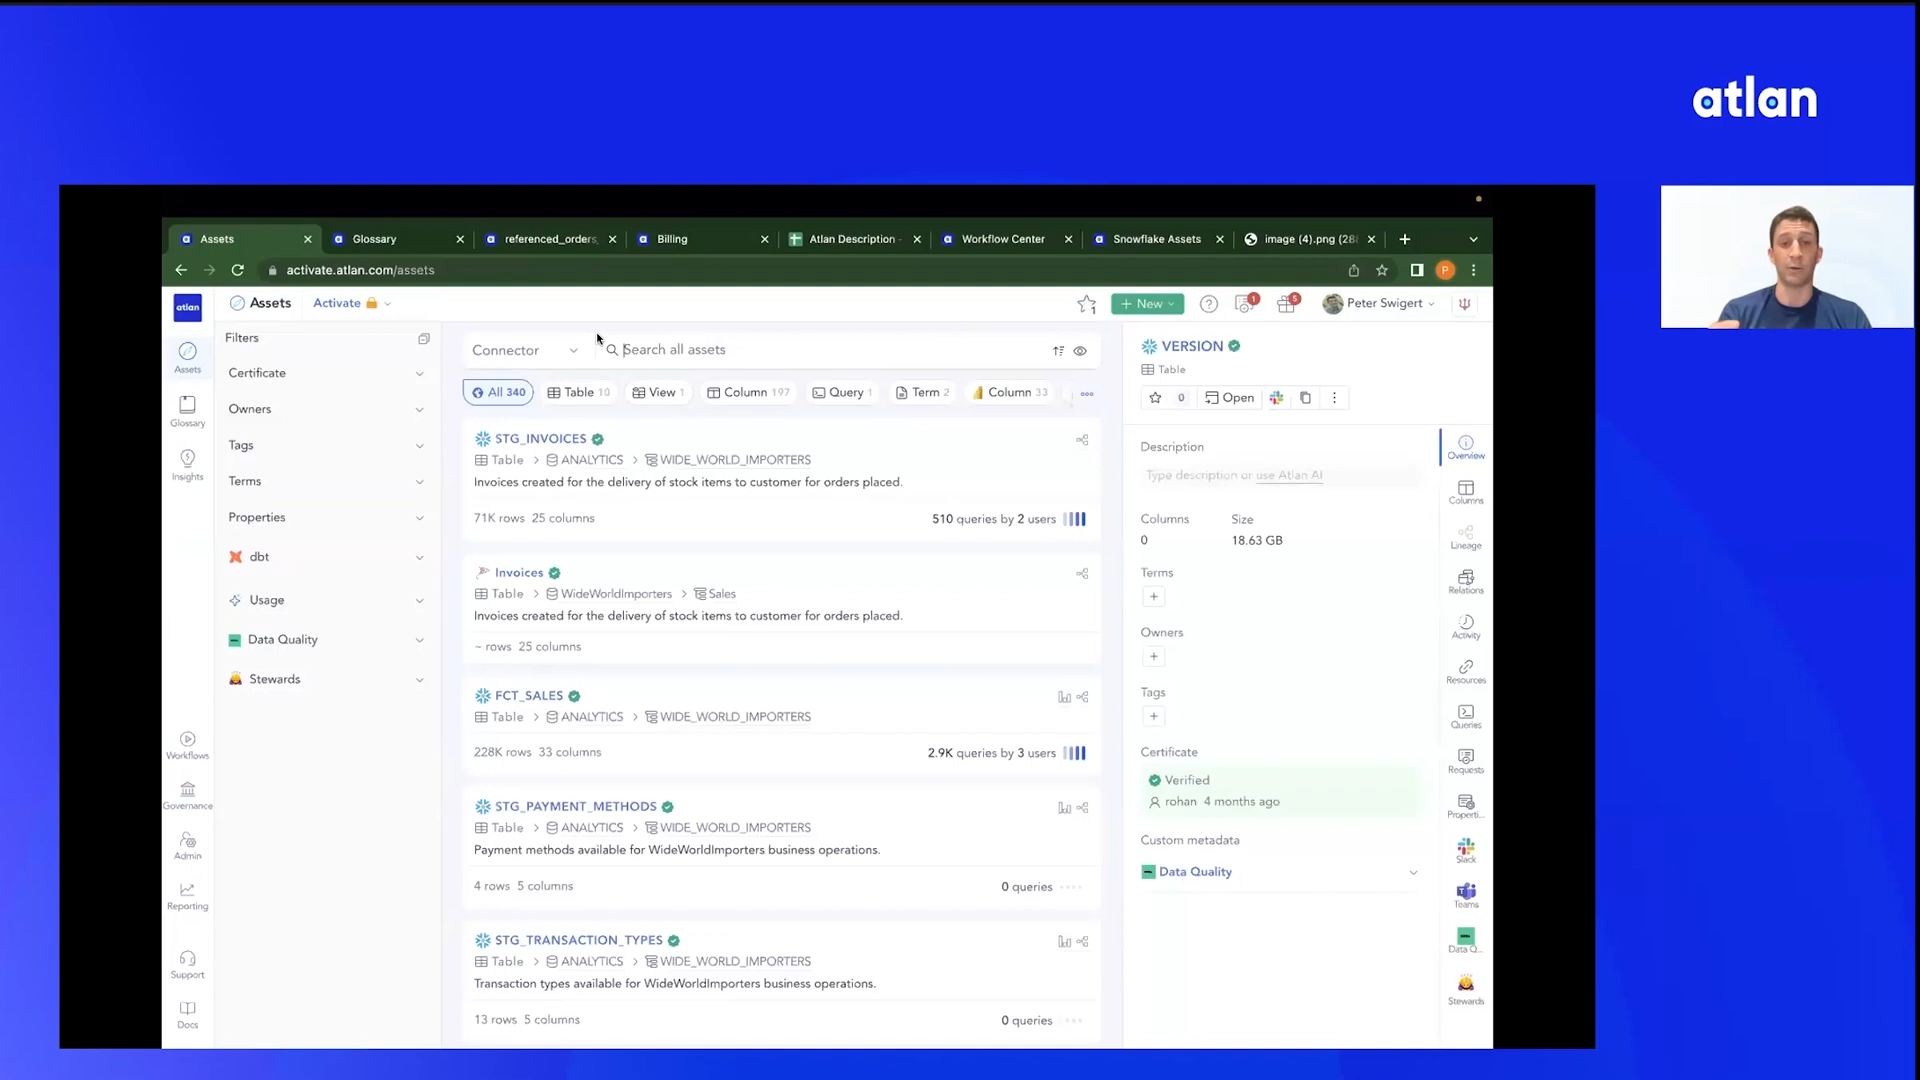 atlan
Assets
Glossary
referenced_orders_
Billing
Atlan Description -
Workflow Center
Snowflake Assets
image (4).png (28
activate.atlan.com/assets
P
atlan
Assets
Activate
1
+ New
1
5
Peter Swigert
Assets
Glossary
Insights
Workflows
Governance
Admin
Reporting
Support
Docs
Filters
Certificate
Owners
Tags
Terms
Properties
dbt
Usage
Data Quality
Stewards
Connector
Search all assets
All 340
Table 10
View 1
Column 197
Query 1
Term 2
Column 33
STG_INVOICES
Table > ANALYTICS > WIDE_WORLD_IMPORTERS
Invoices created for the delivery of stock items to customer for orders placed.
71K rows 25 columns
510 queries by 2 users
Invoices
Table > WideWorldImporters > Sales
Invoices created for the delivery of stock items to customer for orders placed.
~ rows 25 columns
FCT_SALES
Table > ANALYTICS > WIDE_WORLD_IMPORTERS
228K rows 33 columns
2.9K queries by 3 users
STG_PAYMENT_METHODS
Table > ANALYTICS > WIDE_WORLD_IMPORTERS
Payment methods available for WideWorldImporters business operations.
4 rows 5 columns
0 queries
STG_TRANSACTION_TYPES
Table > ANALYTICS > WIDE_WORLD_IMPORTERS
Transaction types available for WideWorldImporters business operations.
13 rows 5 columns
0 queries
VERSION
Table
0
Open
Description
Type description or use Atlan AI
Columns
Size
0
18.63 GB
Terms
+
Owners
+
Tags
+
Certificate
Verified
rohan 4 months ago
Custom metadata
Data Quality
Overview
Columns
Lineage
Relations
Activity
Resources
Queries
Requests
Properti...
Slack
Teams
Data Q...
Stewards